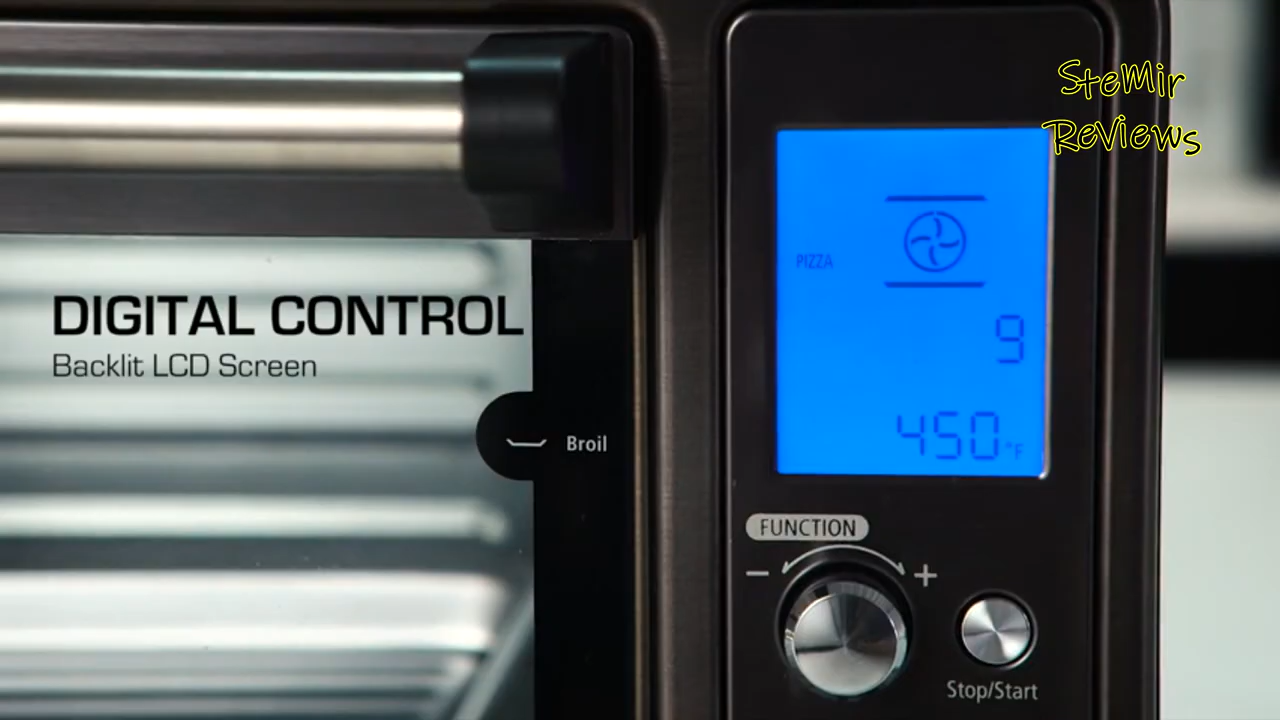 SteMir
Reviews
DIGITAL CONTROL
Backlit LCD Screen
PIZZA
9
450°F
Broil
FUNCTION
− +
Stop/Start